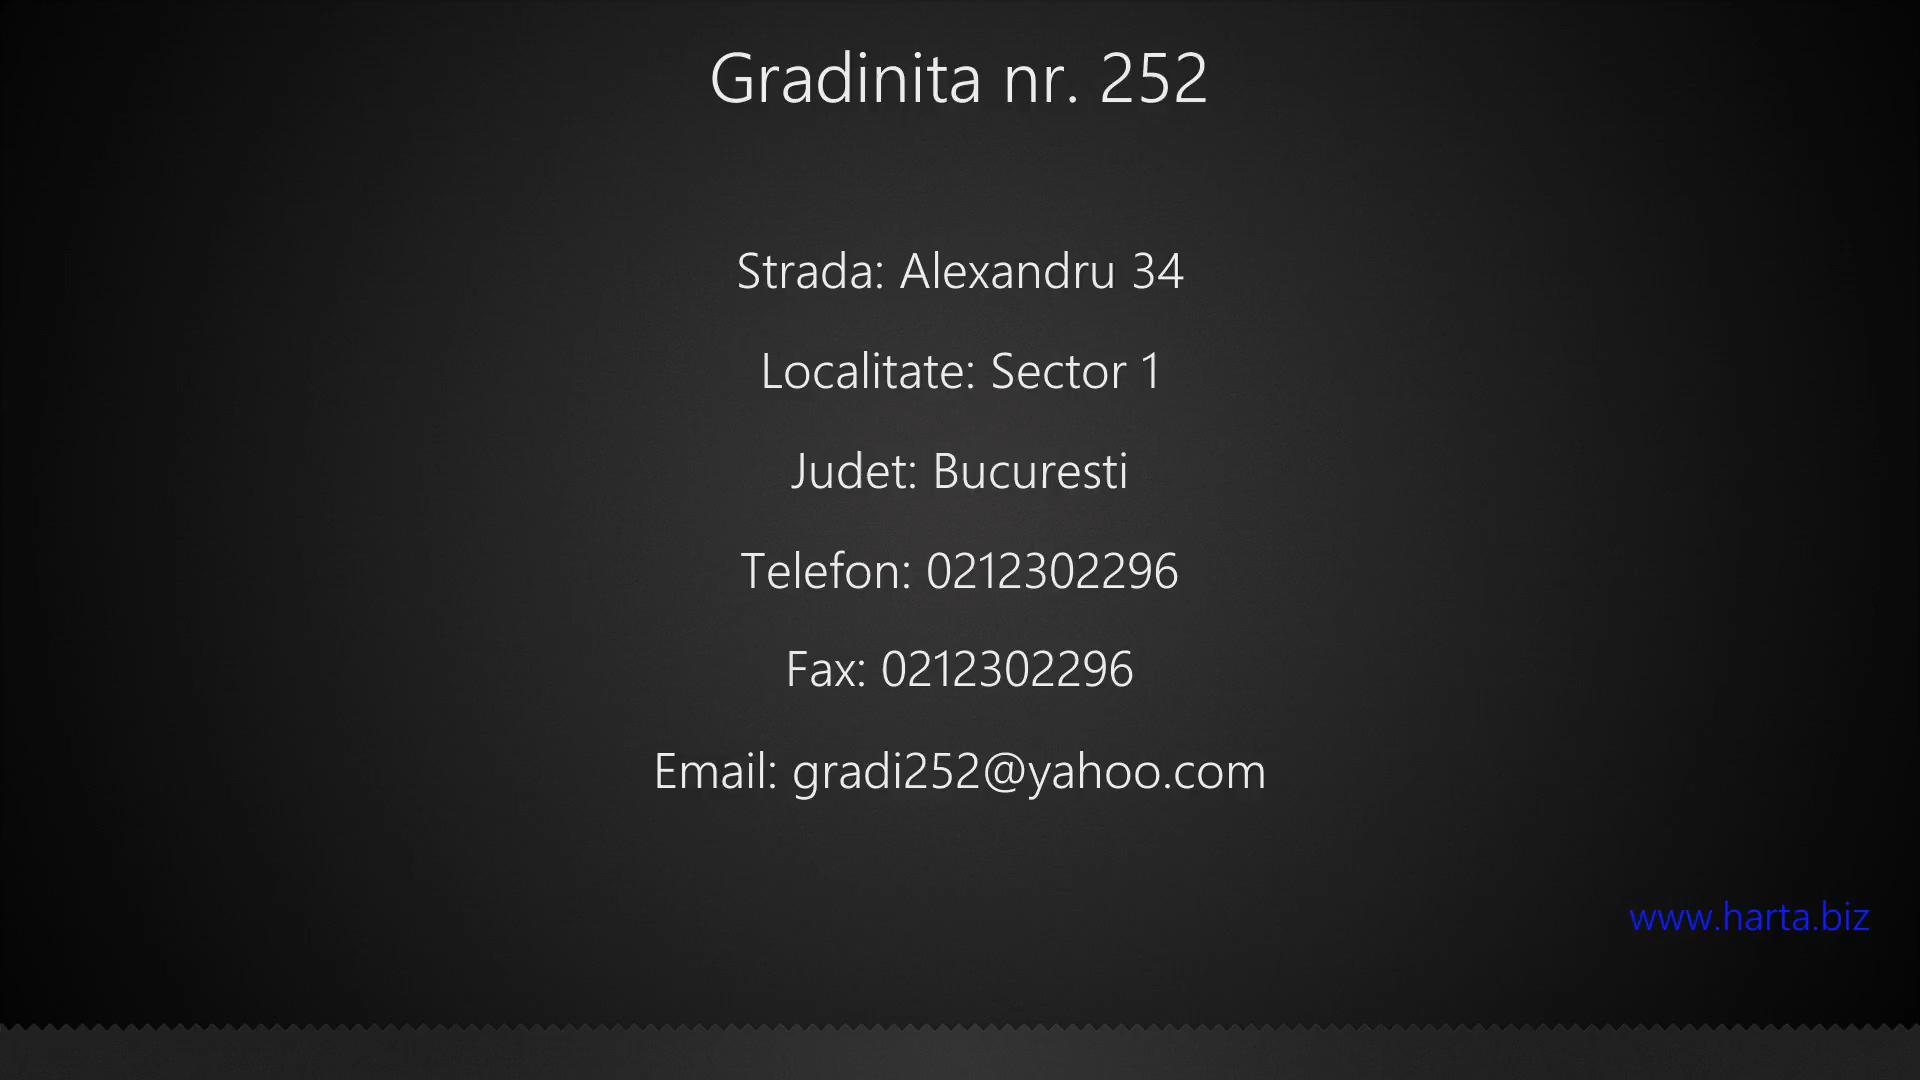 Gradinita nr. 252
Strada: Alexandru 34
Localitate: Sector 1
Judet: Bucuresti
Telefon: 0212302296
Fax: 0212302296
Email: gradi252@yahoo.com
www.harta.biz